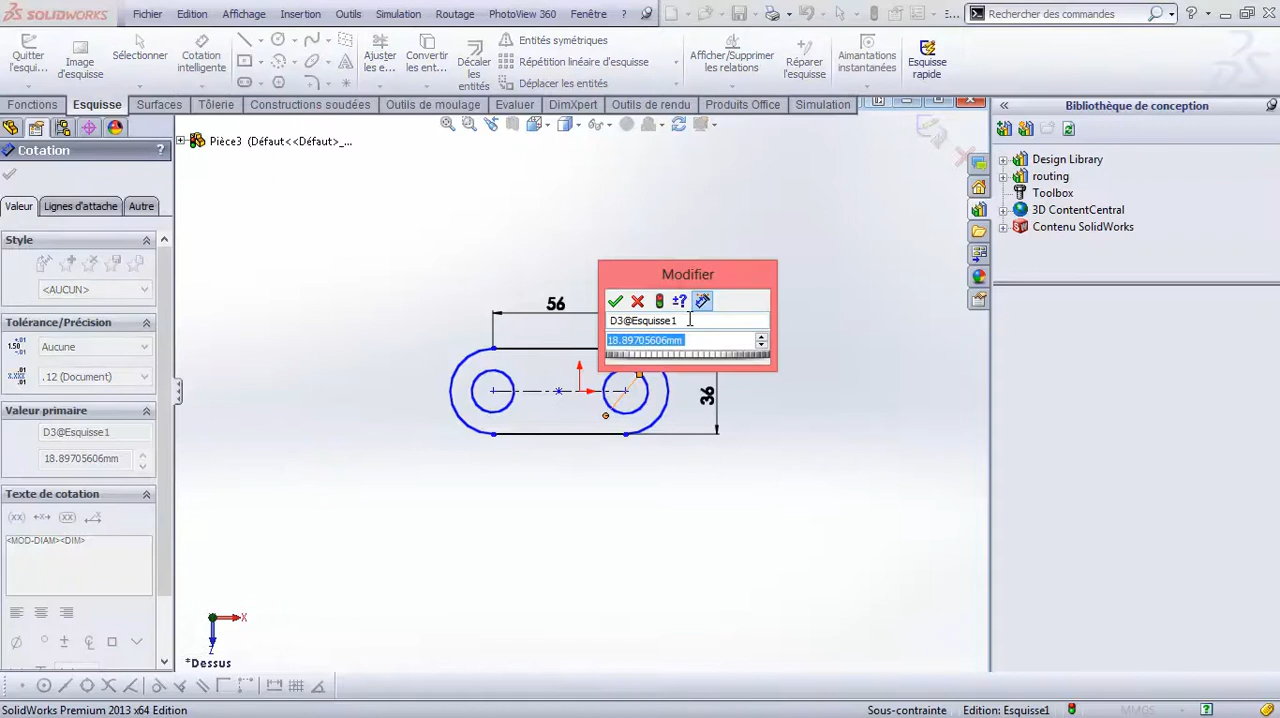 SOLIDWORKS Fichier Edition Affichage Insertion Outils Simulation Routage PhotoView 360 Fenêtre ? E... Rechercher des commandes ?
Quitter l'esqui... Image d'esquisse Sélectionner Cotation intelligente
Ajuster les e... Convertir les ent... Décaler les entités
Entités symétriques
Répétition linéaire d'esquisse
Déplacer les entités
Afficher/Supprimer les relations Réparer l'esquisse Aimantations instantanées Esquisse rapide
Fonctions Esquisse Surfaces Tôlerie Constructions soudées Outils de moulage Evaluer DimXpert Outils de rendu Produits Office Simulation
Bibliothèque de conception
Pièce3 (Défaut<<Défaut>_...
Cotation ?
Valeur Lignes d'attache Autre
Style
<AUCUN>
Tolérance/Précision
Aucune
.12 (Document)
Valeur primaire
D3@Esquisse1
18.89705606mm
Texte de cotation
<MOD-DIAM><DIM>
Modifier
±?
D3@Esquisse1
18.89705606mm
56
36
X
Z
*Dessus
Design Library
routing
Toolbox
3D ContentCentral
Contenu SolidWorks
SolidWorks Premium 2013 x64 Edition Sous-contrainte Edition: Esquisse1 MMGS ?